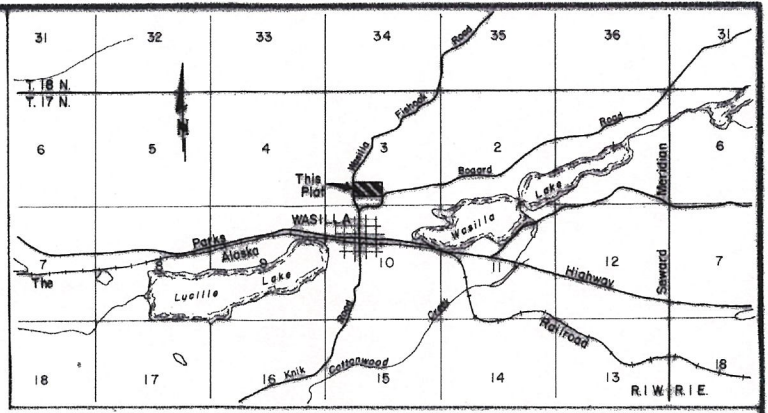 31 32 33 34 35 36 31
T. 18 N.
T. 17 N.
N
Wasilla Fishook Road
6 5 4 3 2 1 6
Bogard Road
This
Plat
WASILLA
Wasilla Lake
Seward Meridian
The Parks Highway
Alaska Railroad
7 8 9 10 11 12 7
Lucille Lake
Knik Road
Cottonwood Creek
18 17 16 15 14 13 18
R. I W. R. I E.